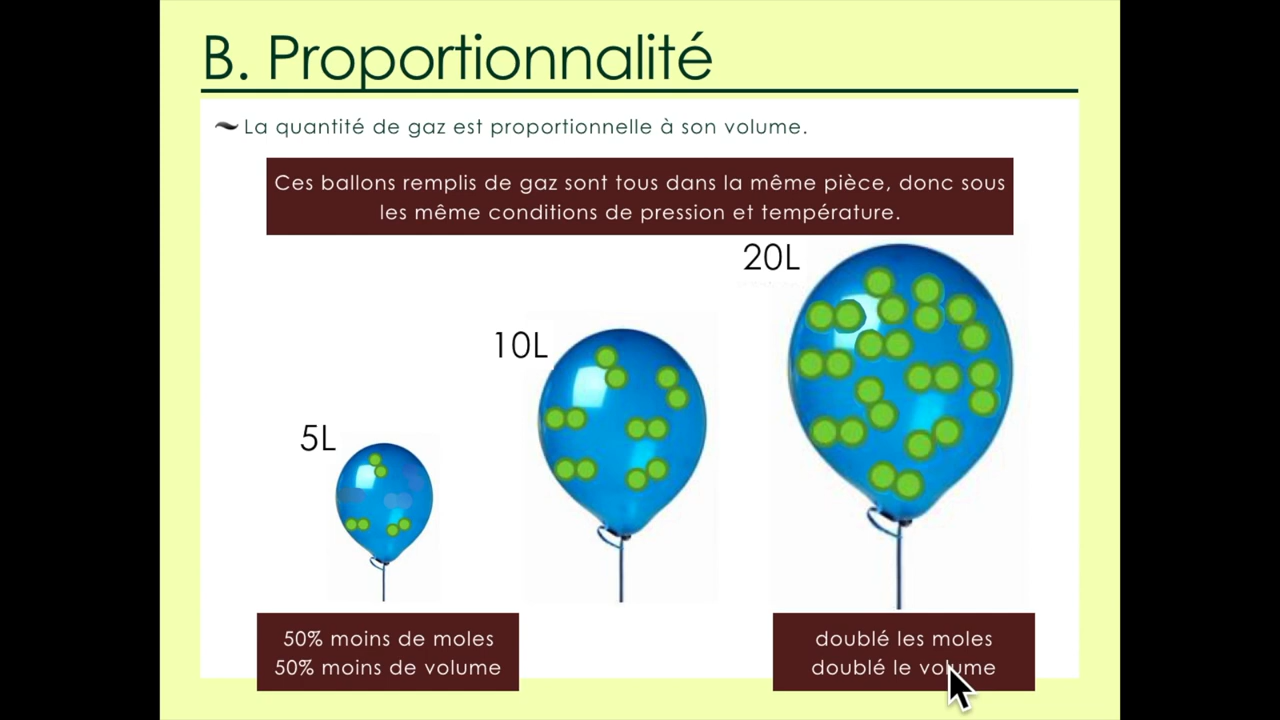 B. Proportionnalité
La quantité de gaz est proportionnelle à son volume.
Ces ballons remplis de gaz sont tous dans la même pièce, donc sous
les même conditions de pression et température.
20L
10L
5L
50% moins de moles
50% moins de volume
doublé les moles
doublé le volume